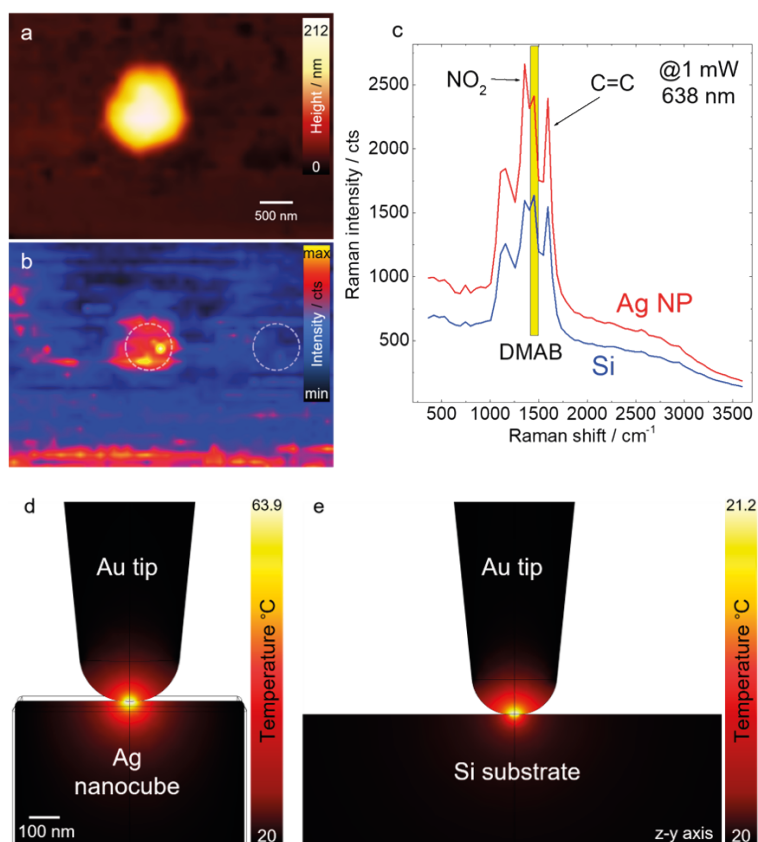 a
212
Height / nm
0
500 nm
b
max
Intensity / cts
min
c
@1 mW
638 nm
NO₂
C=C
2500
2000
1500
1000
500
Raman intensity / cts
Ag NP
DMAB
Si
500 1000 1500 2000 2500 3000 3500
Raman shift / cm⁻¹
d
63.9
Au tip
Temperature °C
Ag
nanocube
100 nm
20
e
21.2
Au tip
Temperature °C
Si substrate
z-y axis
20